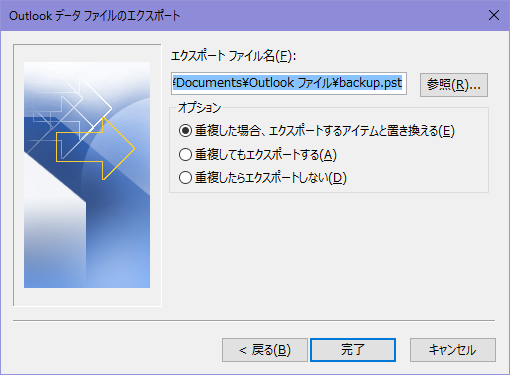 Outlook データ ファイルのエクスポート
エクスポート ファイル名(F):
¥Documents¥Outlook ファイル¥backup.pst
参照(R)...
オプション
重複した場合、エクスポートするアイテムと置き換える(E)
重複してもエクスポートする(A)
重複したらエクスポートしない(D)
< 戻る(B)
完了
キャンセル